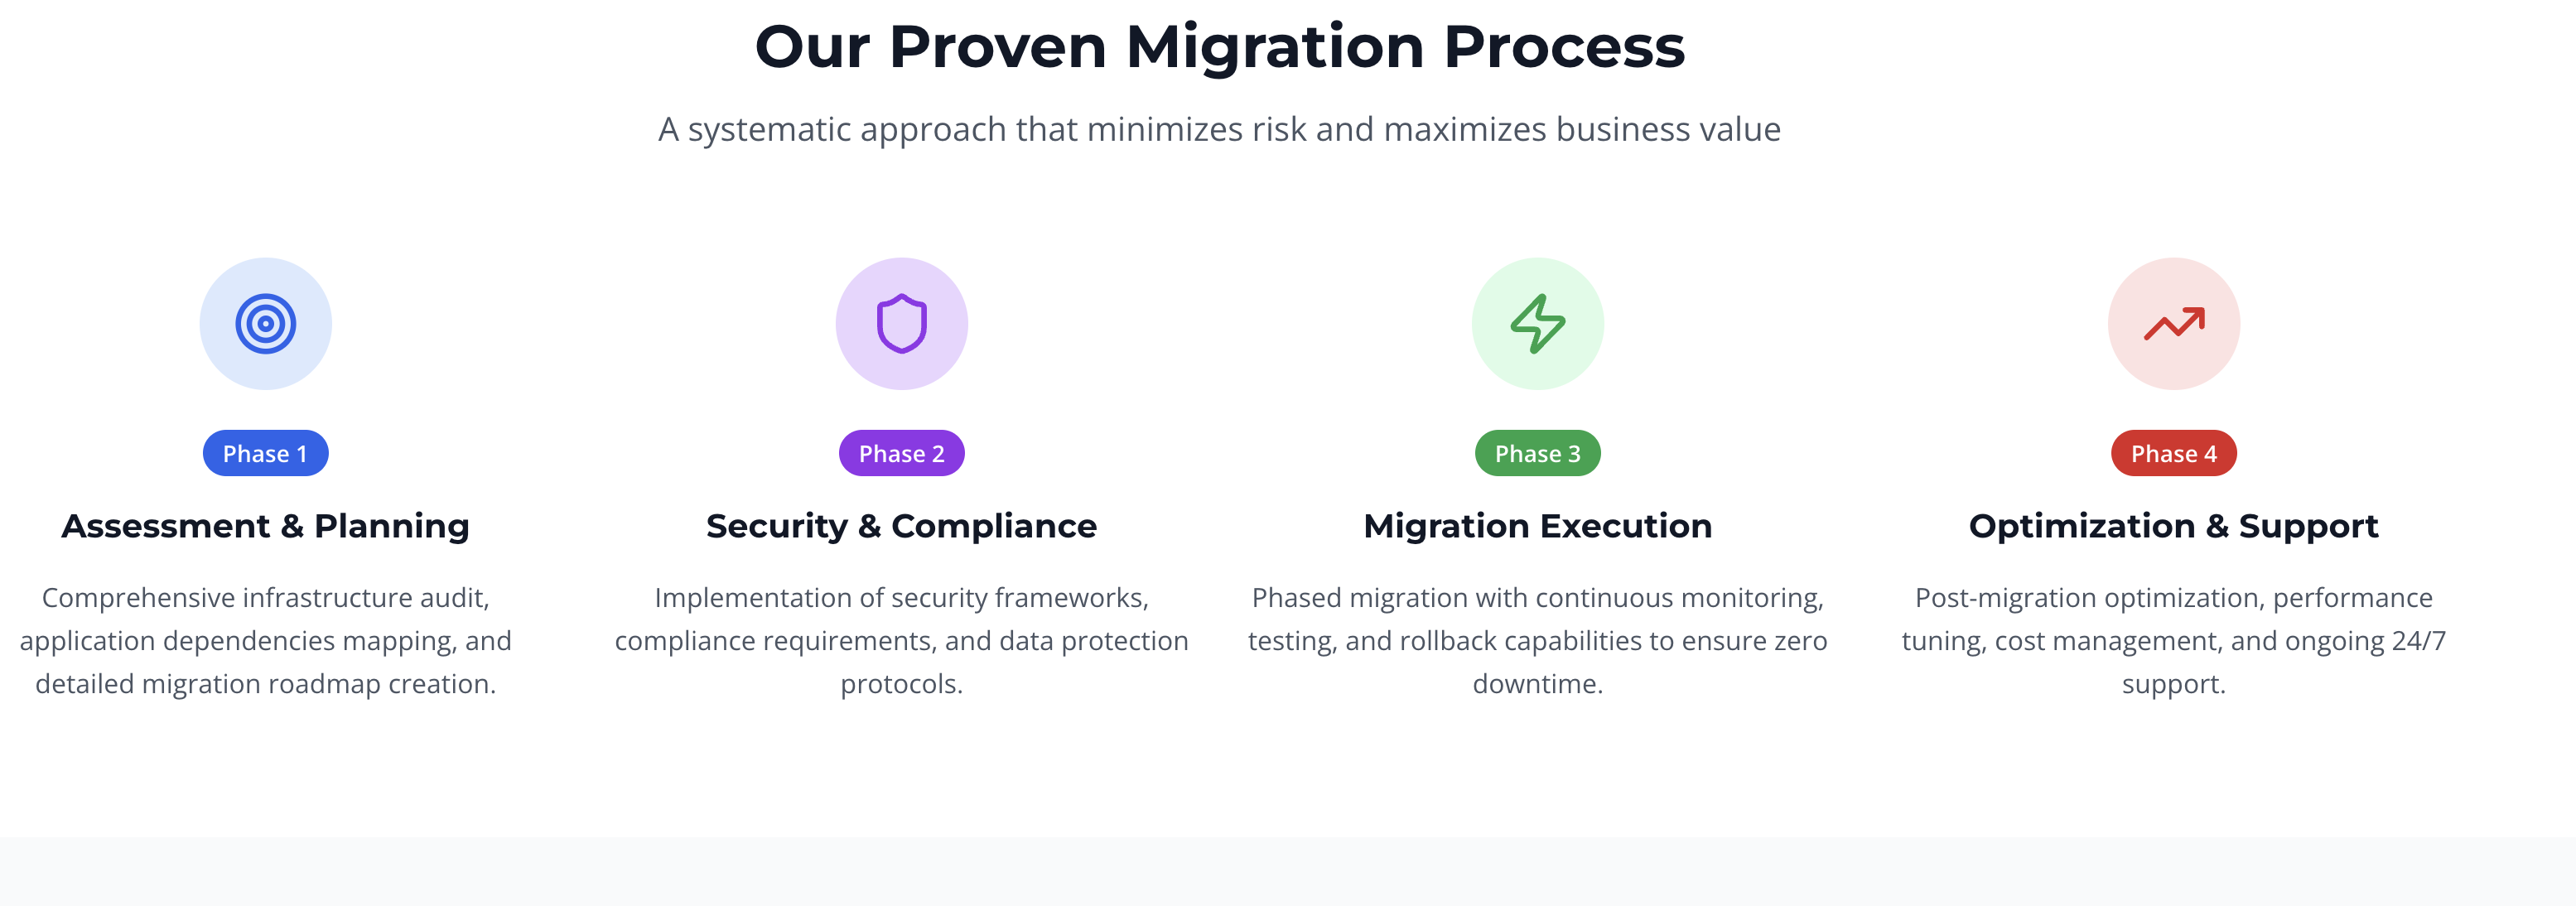 Our Proven Migration Process
A systematic approach that minimizes risk and maximizes business value
Phase 1
Assessment & Planning
Comprehensive infrastructure audit,
application dependencies mapping, and
detailed migration roadmap creation.
Phase 2
Security & Compliance
Implementation of security frameworks,
compliance requirements, and data protection
protocols.
Phase 3
Migration Execution
Phased migration with continuous monitoring,
testing, and rollback capabilities to ensure zero
downtime.
Phase 4
Optimization & Support
Post-migration optimization, performance
tuning, cost management, and ongoing 24/7
support.